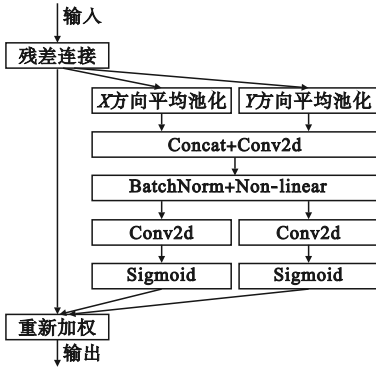 输入
残差连接
X方向平均池化 Y方向平均池化
Concat+Conv2d
BatchNorm+Non-linear
Conv2d Conv2d
Sigmoid Sigmoid
重新加权
输出